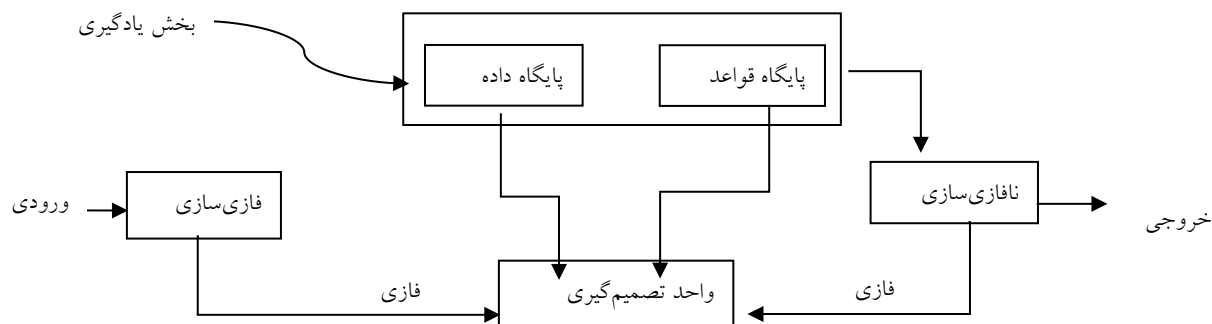 بخش یادگیری
پایگاه داده
پایگاه قواعد
فازی‌سازی
ورودی
نافازی‌سازی
خروجی
فازی
واحد تصمیم‌گیری
فازی